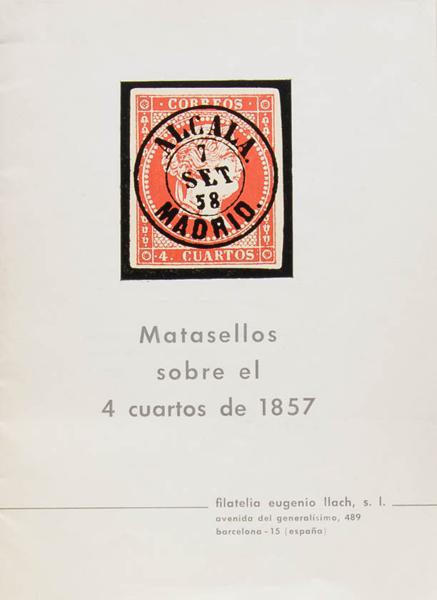 CORREOS
ALCALA.
7
SET
58
MADRID.
4. CUARTOS
Matasellos
sobre el
4 cuartos de 1857
filatelia eugenio llach, s. l.
avenida del generalísimo, 489
barcelona - 15 (españa)